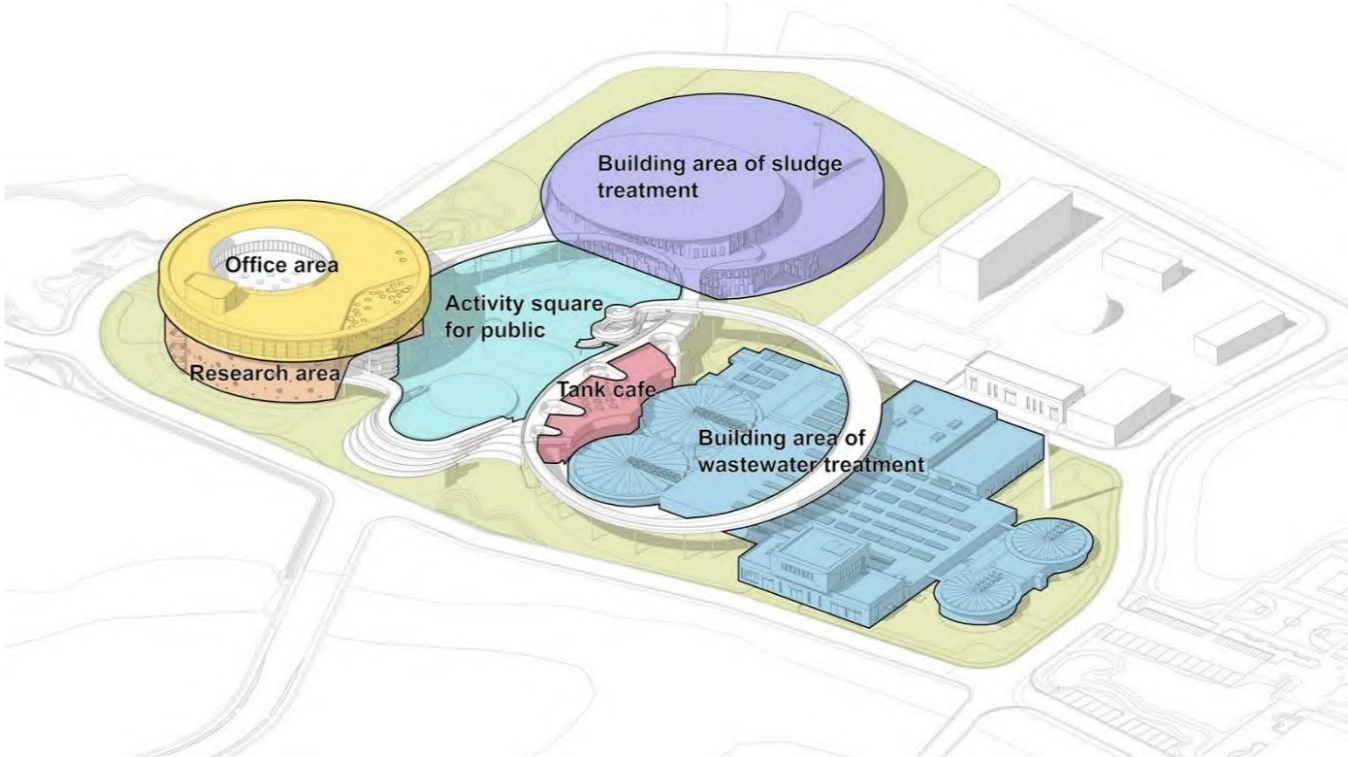 Building area of sludge
treatment
Office area
Activity square
for public
Research area
Tank cafe
Building area of
wastewater treatment